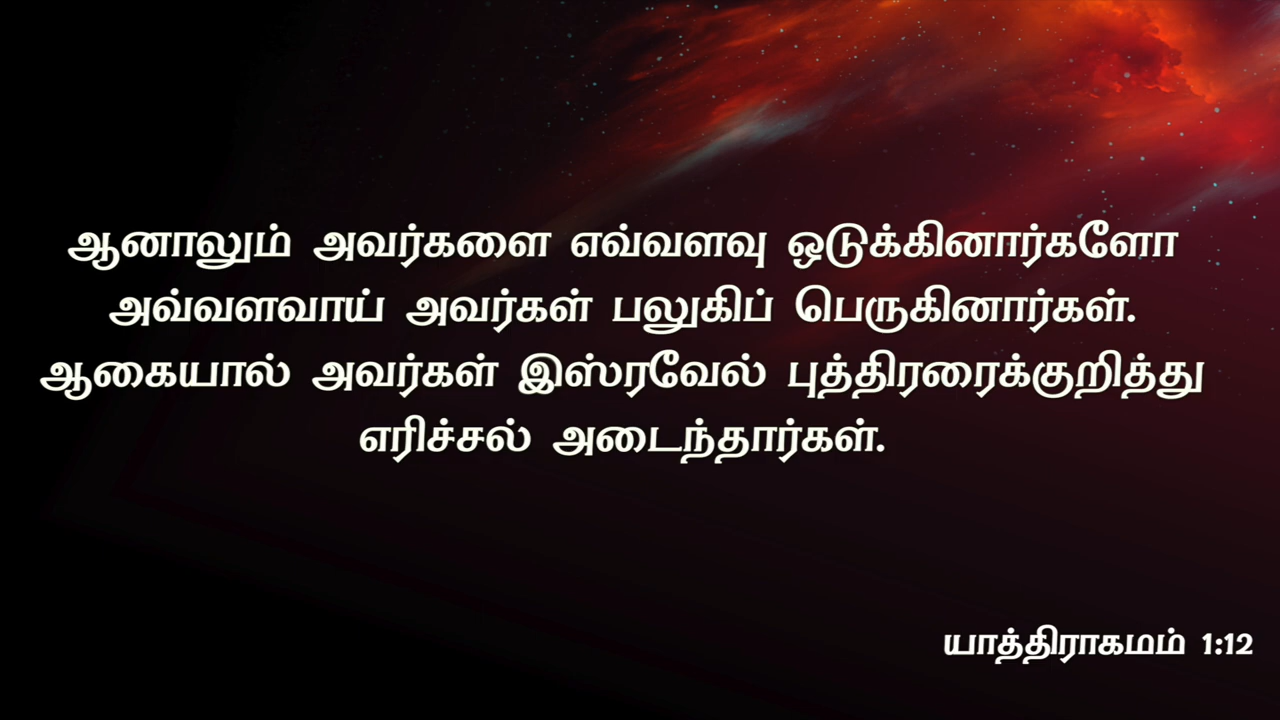 ஆனாலும் அவர்களை எவ்வளவு ஒடுக்கினார்களோ
அவ்வளவாய் அவர்கள் பலுகிப் பெருகினார்கள்.
ஆகையால் அவர்கள் இஸ்ரவேல் புத்திரரைக்குறித்து
எரிச்சல் அடைந்தார்கள்.
யாத்திராகமம் 1:12